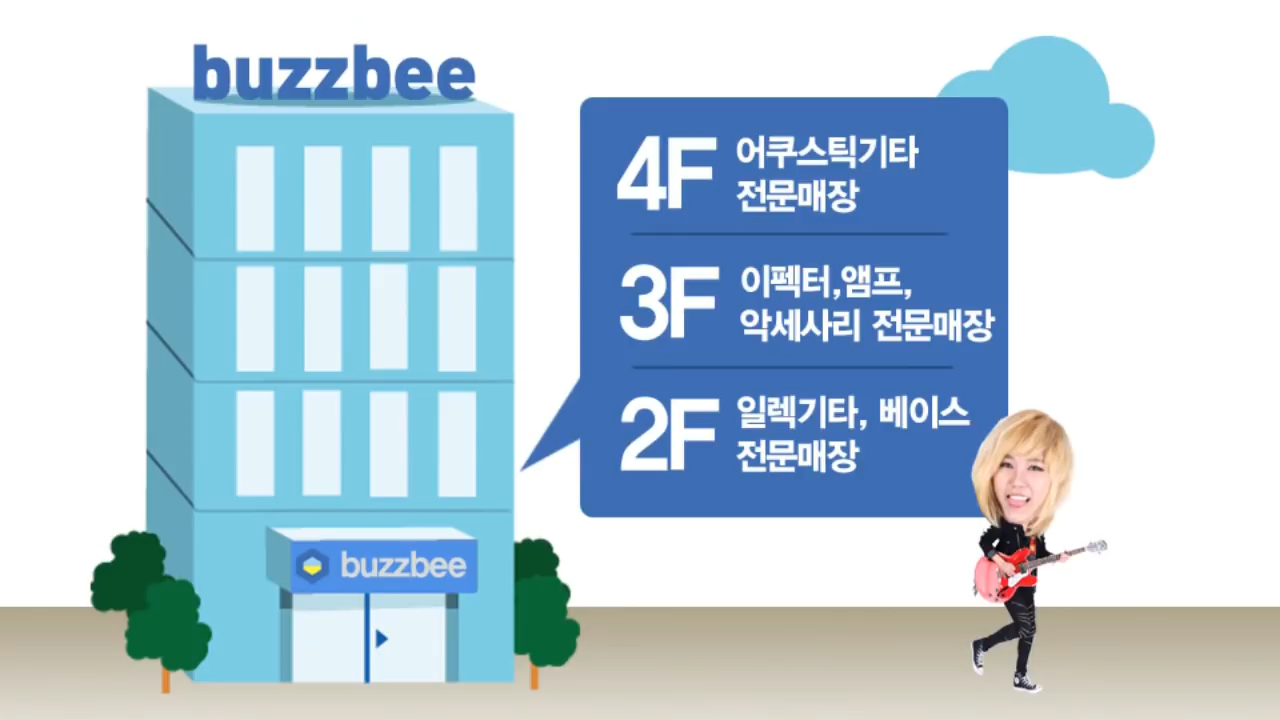 buzzbee
4F 어쿠스틱기타
전문매장
3F 이펙터,앰프,
악세사리 전문매장
2F 일렉기타, 베이스
전문매장
buzzbee